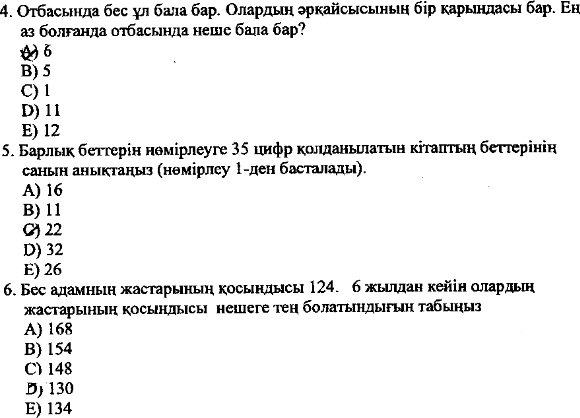 4. Отбасында бес ұл бала бар. Олардың әрқайсысының бір қарындасы бар. Ең
аз болғанда отбасында неше бала бар?
A) 6
B) 5
C) 1
D) 11
E) 12
5. Барлық беттерін нөмірлеуге 35 цифр қолданылатын кітаптың беттерінің
санын анықтаңыз (нөмірлеу 1-ден басталады).
A) 16
B) 11
C) 22
D) 32
E) 26
6. Бес адамның жастарының қосындысы 124. 6 жылдан кейін олардың
жастарының қосындысы нешеге тең болатындығын табыңыз
A) 168
B) 154
C) 148
D) 130
E) 134